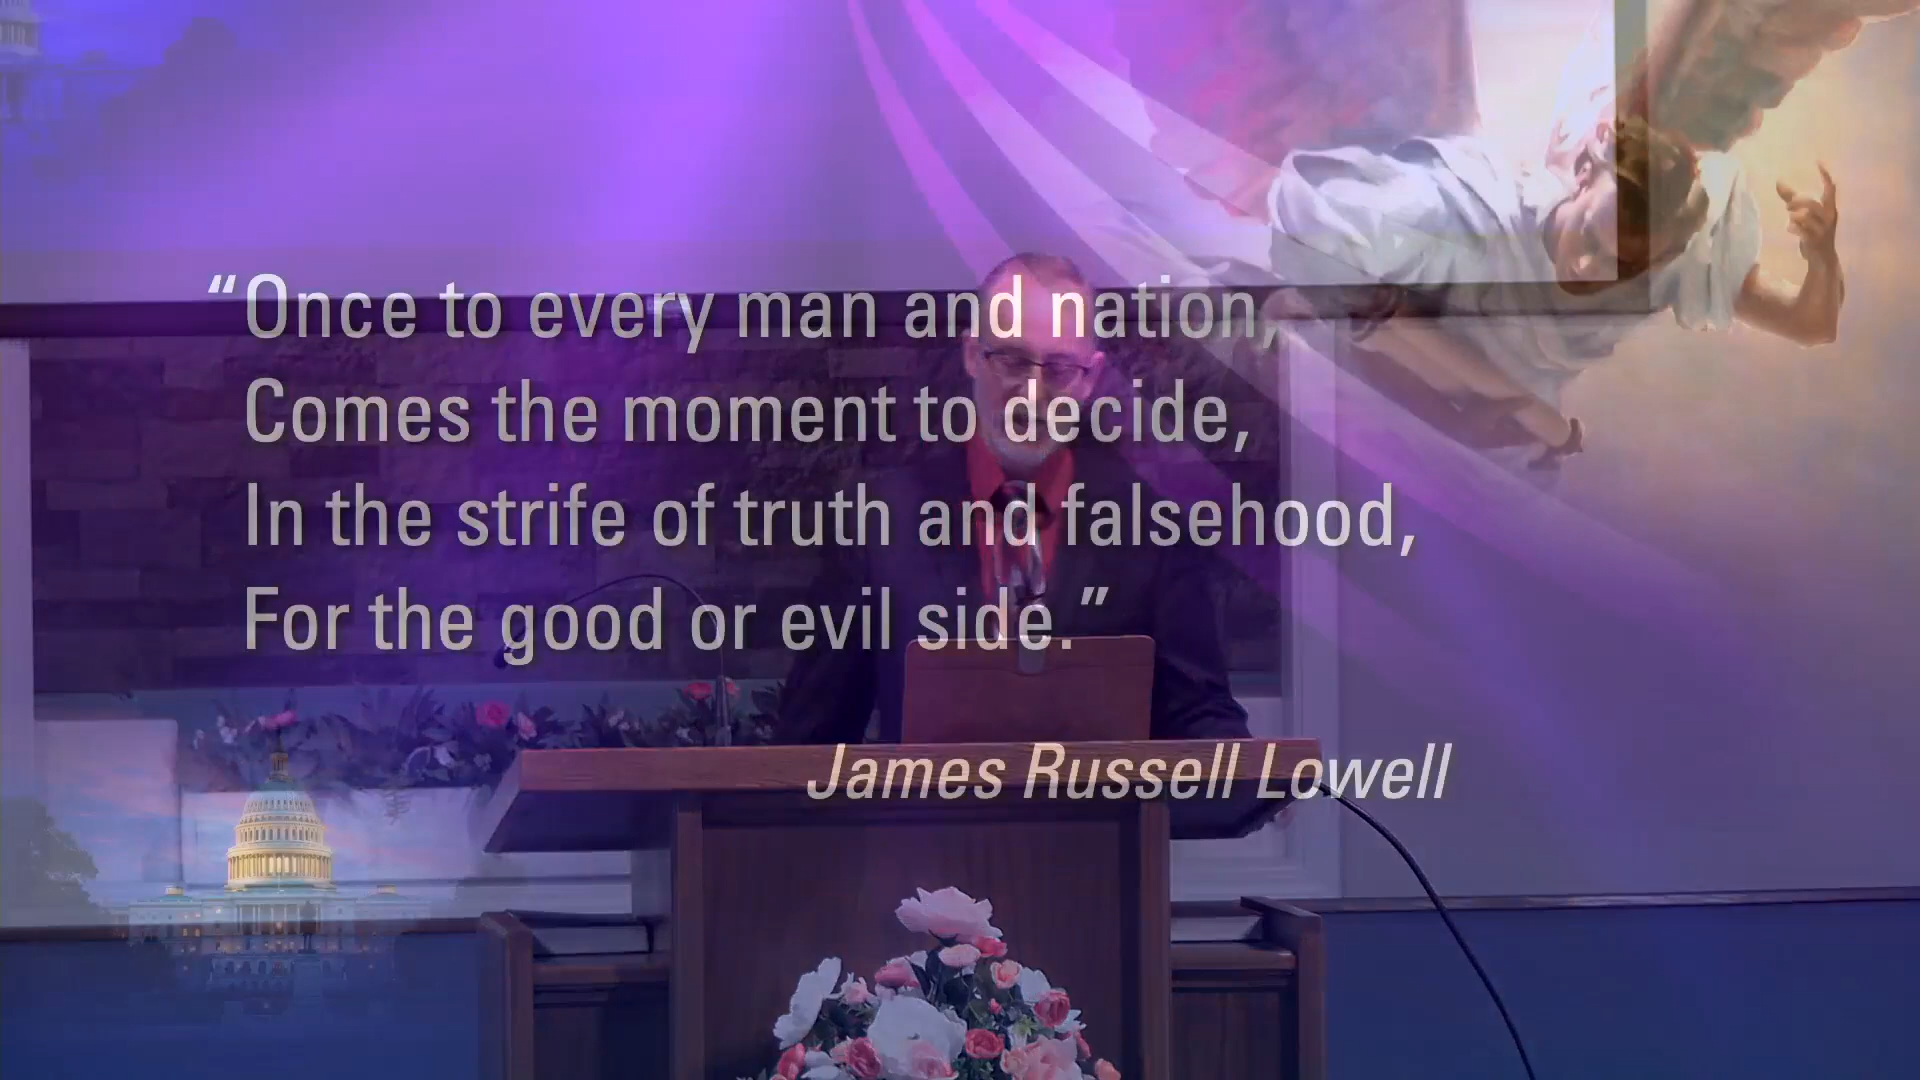 “Once to every man and nation,
Comes the moment to decide,
In the strife of truth and falsehood,
For the good or evil side.”
James Russell Lowell